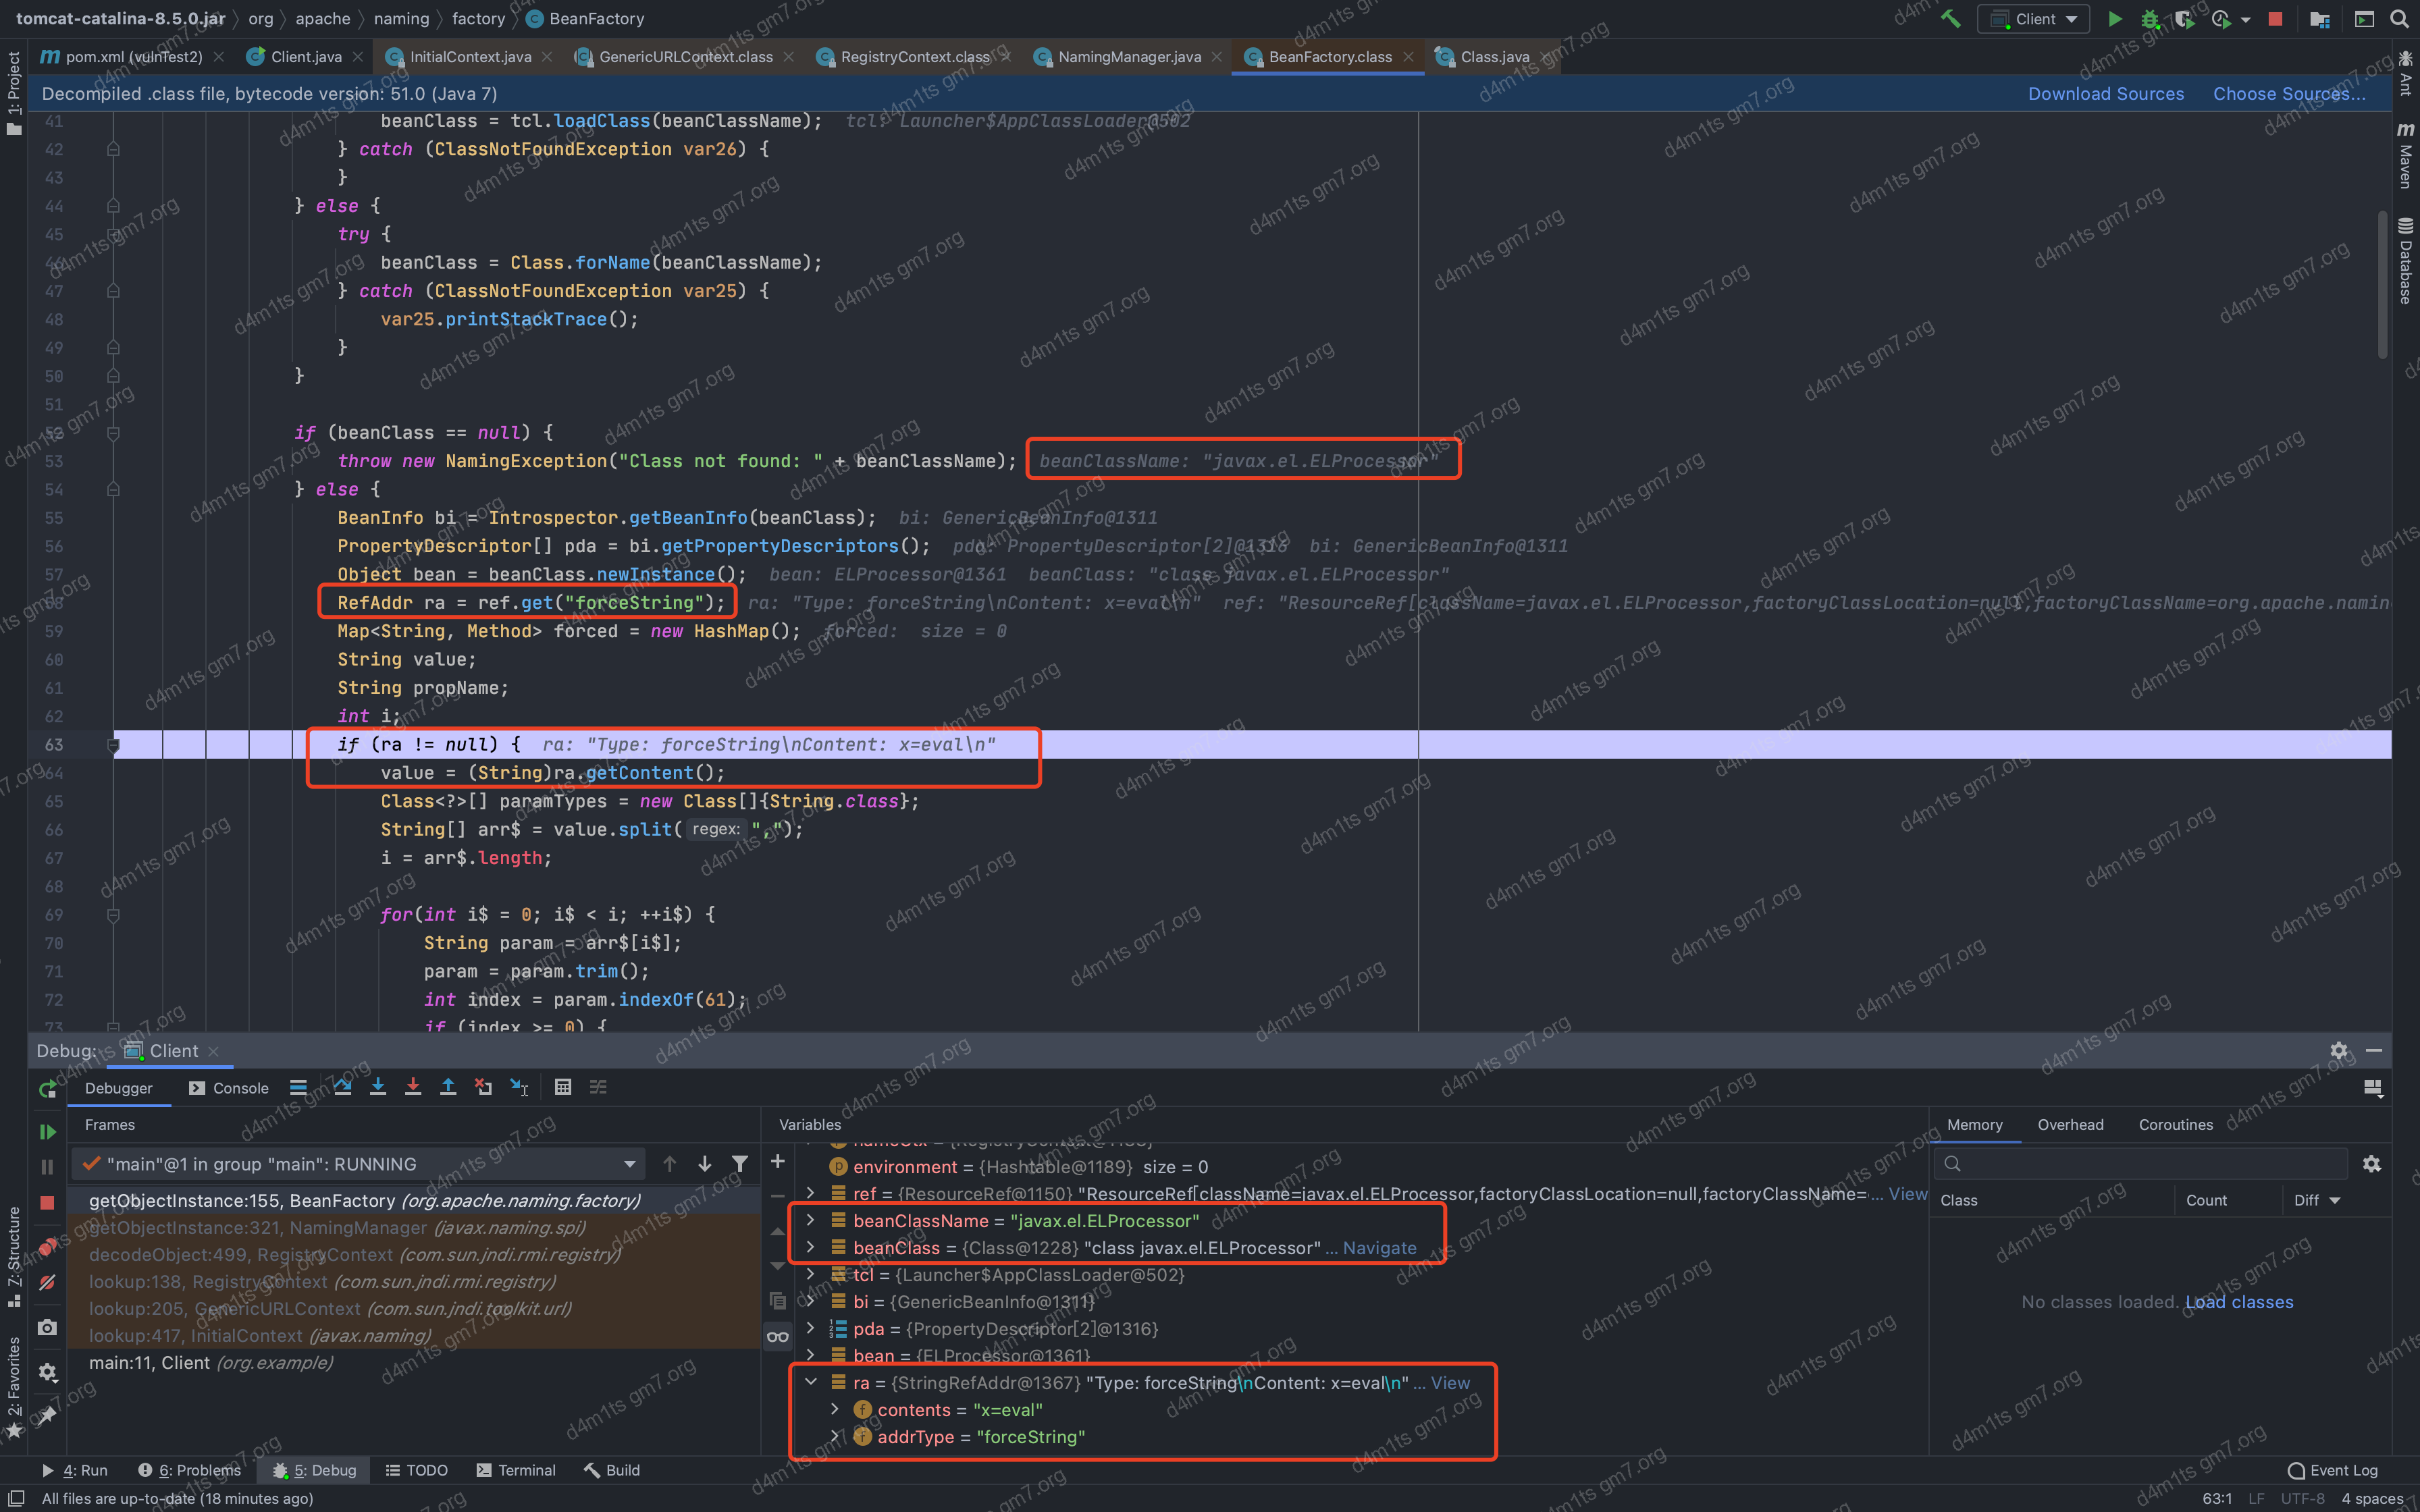 tomcat-catalina-8.5.0.jar 〉 org 〉 apache 〉 naming 〉 factory 〉 BeanFactory
Client
pom.xml (vulnTest2)
Client.java
InitialContext.java
GenericURLContext.class
RegistryContext.class
NamingManager.java
BeanFactory.class
Class.java
Decompiled .class file, bytecode version: 51.0 (Java 7)
Download Sources
Choose Sources...
1: Project
Ant
Maven
Database
41 beanClass = tcl.loadClass(beanClassName); tcl: Launcher$AppClassLoader@502
42 } catch (ClassNotFoundException var26) {
43 }
44 } else {
45 try {
46 beanClass = Class.forName(beanClassName);
47 } catch (ClassNotFoundException var25) {
48 var25.printStackTrace();
49 }
50 }
51
52 if (beanClass == null) {
53 throw new NamingException("Class not found: " + beanClassName); beanClassName: "javax.el.ELProcessor"
54 } else {
55 BeanInfo bi = Introspector.getBeanInfo(beanClass); bi: GenericBeanInfo@1311
56 PropertyDescriptor[] pda = bi.getPropertyDescriptors(); pda: PropertyDescriptor[2]@1316 bi: GenericBeanInfo@1311
57 Object bean = beanClass.newInstance(); bean: ELProcessor@1361 beanClass: "class javax.el.ELProcessor"
58 RefAddr ra = ref.get("forceString"); ra: "Type: forceString\nContent: x=eval\n" ref: "ResourceRef[className=javax.el.ELProcessor,factoryClassLocation=null,factoryClassName=org.apache.namin
59 Map<String, Method> forced = new HashMap(); forced: size = 0
60 String value;
61 String propName;
62 int i;
63 if (ra != null) { ra: "Type: forceString\nContent: x=eval\n"
64 value = (String)ra.getContent();
65 Class<?>[] paramTypes = new Class[]{String.class};
66 String[] arr$ = value.split( regex: ",");
67 i = arr$.length;
68
69 for(int i$ = 0; i$ < i; ++i$) {
70 String param = arr$[i$];
71 param = param.trim();
72 int index = param.indexOf(61);
73 if (index >= 0) {
Debug: Client
Debugger
Console
Frames
"main"@1 in group "main": RUNNING
getObjectInstance:155, BeanFactory (org.apache.naming.factory)
getObjectInstance:321, NamingManager (javax.naming.spi)
decodeObject:499, RegistryContext (com.sun.jndi.rmi.registry)
lookup:138, RegistryContext (com.sun.jndi.rmi.registry)
lookup:205, GenericURLContext (com.sun.jndi.toolkit.url)
lookup:417, InitialContext (javax.naming)
main:11, Client (org.example)
Variables
environment = {Hashtable@1189} size = 0
ref = {ResourceRef@1150} "ResourceRef[className=javax.el.ELProcessor,factoryClassLocation=null,factoryClassName= ... View
beanClassName = "javax.el.ELProcessor"
beanClass = {Class@1228} "class javax.el.ELProcessor" ... Navigate
tcl = {Launcher$AppClassLoader@502}
bi = {GenericBeanInfo@1311}
pda = {PropertyDescriptor[2]@1316}
bean = {ELProcessor@1361}
ra = {StringRefAddr@1367} "Type: forceString\nContent: x=eval\n" ... View
contents = "x=eval"
addrType = "forceString"
Memory
Overhead
Coroutines
Class
Count
Diff
No classes loaded. Load classes
7: Structure
2: Favorites
4: Run
6: Problems
5: Debug
TODO
Terminal
Build
Event Log
All files are up-to-date (18 minutes ago)
63:1 LF UTF-8 4 spaces
d4m1ts gm7.org